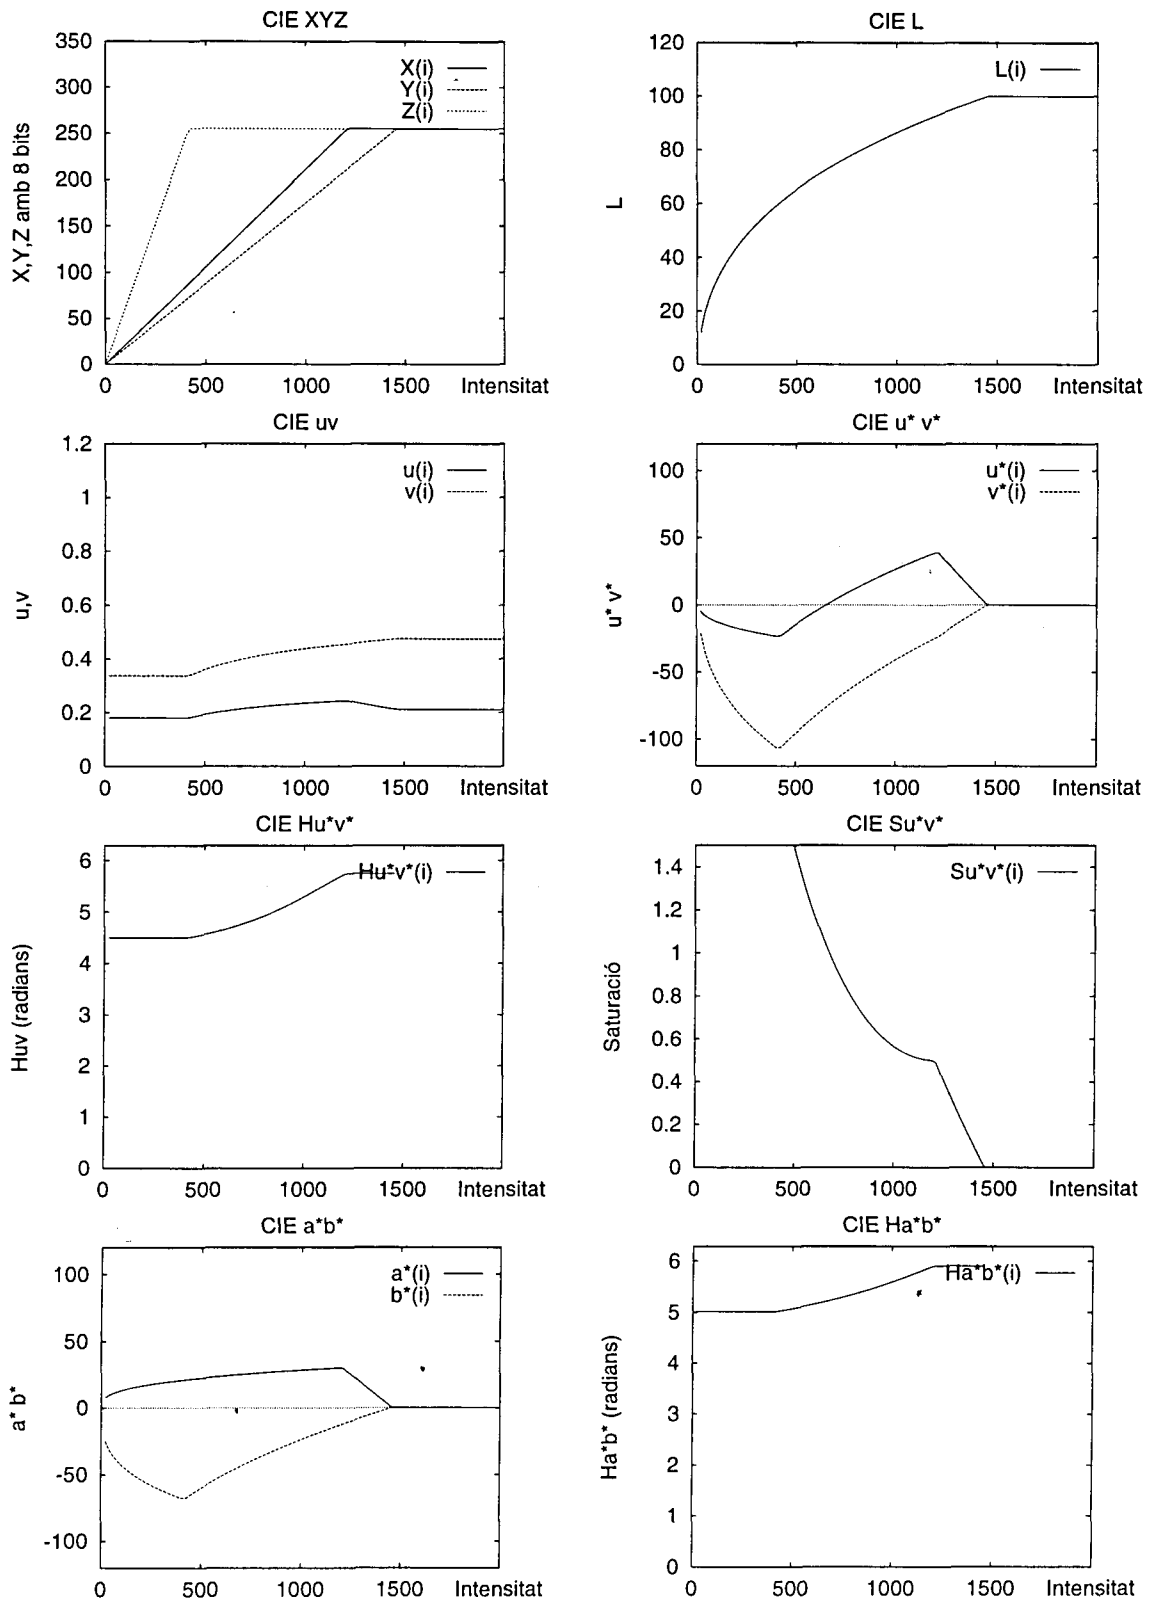 CIE XYZ
350
300
250
200
150
100
50
0
X,Y,Z amb 8 bits
X(i)
Y(i)
Z(i)
0 500 1000 1500 Intensitat
CIE L
120
100
80
60
40
20
0
L
L(i)
0 500 1000 1500 Intensitat
CIE uv
1.2
1
0.8
0.6
0.4
0.2
0
u,v
u(i)
v(i)
0 500 1000 1500 Intensitat
CIE u* v*
100
50
0
-50
-100
u* v*
u*(i)
v*(i)
0 500 1000 1500 Intensitat
CIE Hu*v*
6
5
4
3
2
1
0
Huv (radians)
Hu*v*(i)
0 500 1000 1500 Intensitat
CIE Su*v*
1.4
1.2
1
0.8
0.6
0.4
0.2
0
Saturació
Su*v*(i)
0 500 1000 1500 Intensitat
CIE a*b*
100
50
0
-50
-100
a* b*
a*(i)
b*(i)
0 500 1000 1500 Intensitat
CIE Ha*b*
6
5
4
3
2
1
0
Ha*b* (radians)
Ha*b*(i)
0 500 1000 1500 Intensitat